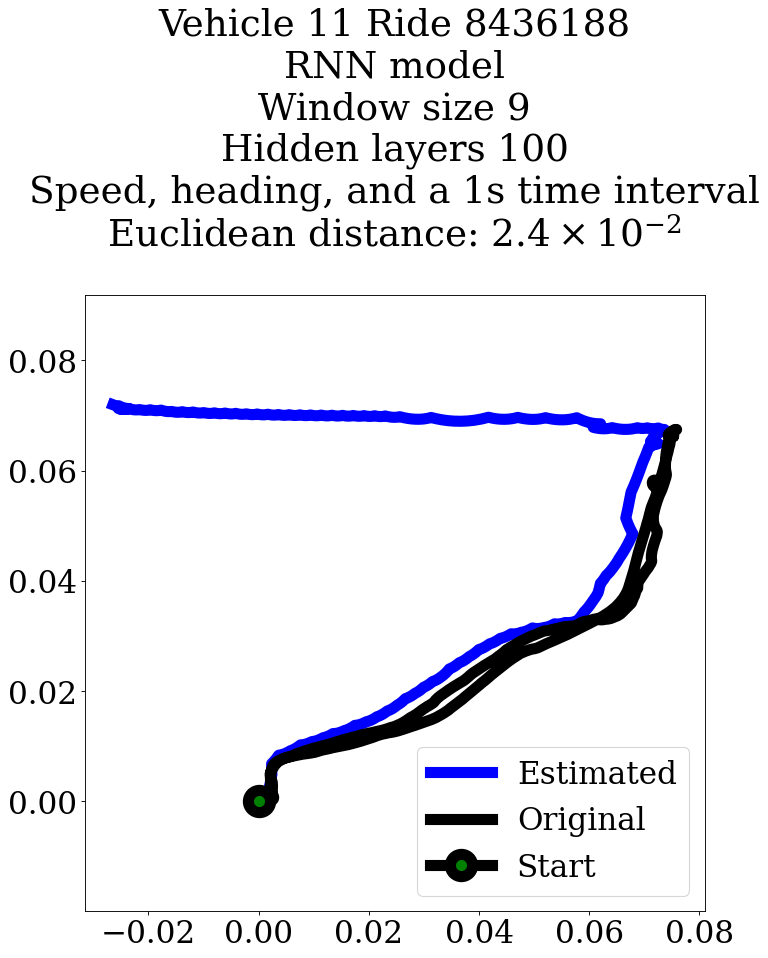 Vehicle 11 Ride 8436188
RNN model
Window size 9
Hidden layers 100
Speed, heading, and a 1s time interval
Euclidean distance: 2.4 × 10⁻²
0.08
0.06
0.04
0.02
0.00
Estimated
Original
Start
−0.02 0.00 0.02 0.04 0.06 0.08